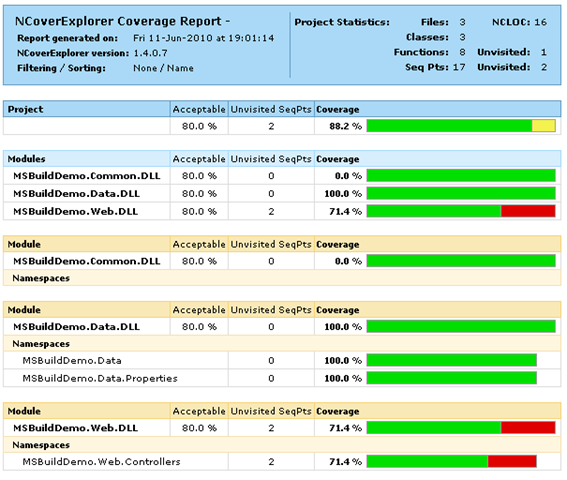 NCoverExplorer Coverage Report -
Project Statistics: Files: 3 NCLOC: 16
Report generated on: Fri 11-Jun-2010 at 19:01:14
Classes: 3
NCoverExplorer version: 1.4.0.7
Functions: 8 Unvisited: 1
Filtering / Sorting: None / Name
Seq Pts: 17 Unvisited: 2
Project Acceptable Unvisited SeqPts Coverage
80.0 % 2 88.2 %
Modules Acceptable Unvisited SeqPts Coverage
MSBuildDemo.Common.DLL 80.0 % 0 0.0 %
MSBuildDemo.Data.DLL 80.0 % 0 100.0 %
MSBuildDemo.Web.DLL 80.0 % 2 71.4 %
Module Acceptable Unvisited SeqPts Coverage
MSBuildDemo.Common.DLL 80.0 % 0 0.0 %
Namespaces
Module Acceptable Unvisited SeqPts Coverage
MSBuildDemo.Data.DLL 80.0 % 0 100.0 %
Namespaces
MSBuildDemo.Data 0 100.0 %
MSBuildDemo.Data.Properties 0 100.0 %
Module Acceptable Unvisited SeqPts Coverage
MSBuildDemo.Web.DLL 80.0 % 2 71.4 %
Namespaces
MSBuildDemo.Web.Controllers 2 71.4 %